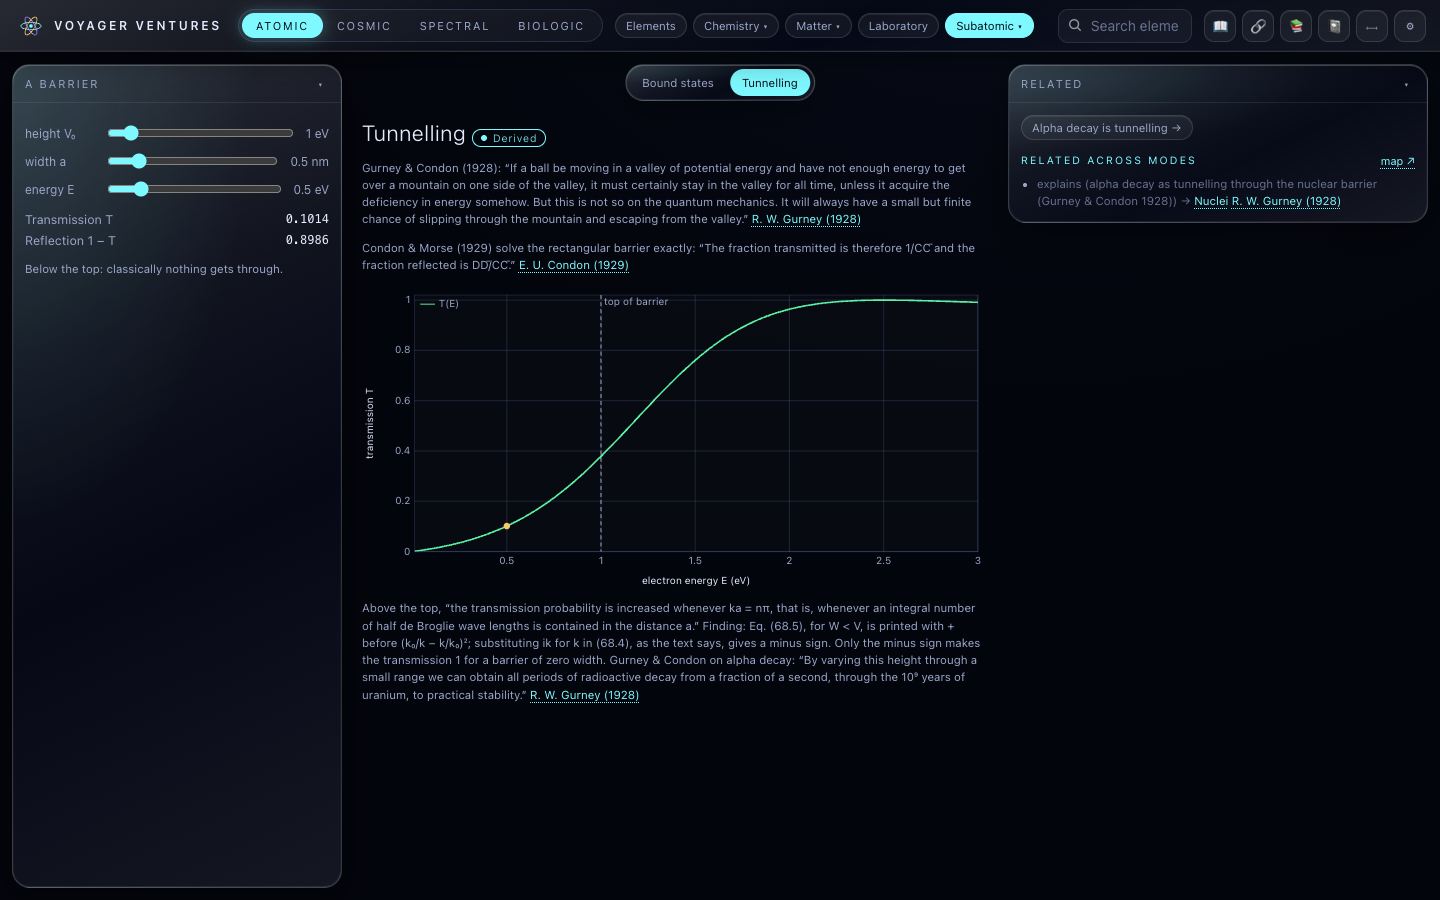 VOYAGER VENTURES
ATOMIC COSMIC SPECTRAL BIOLOGIC
Elements Chemistry ▾ Matter ▾ Laboratory Subatomic ▾
Search eleme
A BARRIER
height V₀ 1 eV
width a 0.5 nm
energy E 0.5 eV
Transmission T 0.1014
Reflection 1 − T 0.8986
Below the top: classically nothing gets through.
Bound states Tunnelling
Tunnelling Derived
Gurney & Condon (1928): “If a ball be moving in a valley of potential energy and have not enough energy to get
over a mountain on one side of the valley, it must certainly stay in the valley for all time, unless it acquire the
deficiency in energy somehow. But this is not so on the quantum mechanics. It will always have a small but finite
chance of slipping through the mountain and escaping from the valley.” R. W. Gurney (1928)
Condon & Morse (1929) solve the rectangular barrier exactly: “The fraction transmitted is therefore 1/CC̄ and the
fraction reflected is DD̄/CC̄.” E. U. Condon (1929)
T(E)
top of barrier
transmission T
1
0.8
0.6
0.4
0.2
0
0.5 1 1.5 2 2.5 3
electron energy E (eV)
Above the top, “the transmission probability is increased whenever ka = nπ, that is, whenever an integral number
of half de Broglie wave lengths is contained in the distance a.” Finding: Eq. (68.5), for W < V, is printed with +
before (k₀/k − k/k₀)²; substituting ik for k in (68.4), as the text says, gives a minus sign. Only the minus sign makes
the transmission 1 for a barrier of zero width. Gurney & Condon on alpha decay: “By varying this height through a
small range we can obtain all periods of radioactive decay from a fraction of a second, through the 10⁹ years of
uranium, to practical stability.” R. W. Gurney (1928)
RELATED
Alpha decay is tunnelling →
RELATED ACROSS MODES map ↗
• explains (alpha decay as tunnelling through the nuclear barrier
(Gurney & Condon 1928)) → Nuclei R. W. Gurney (1928)